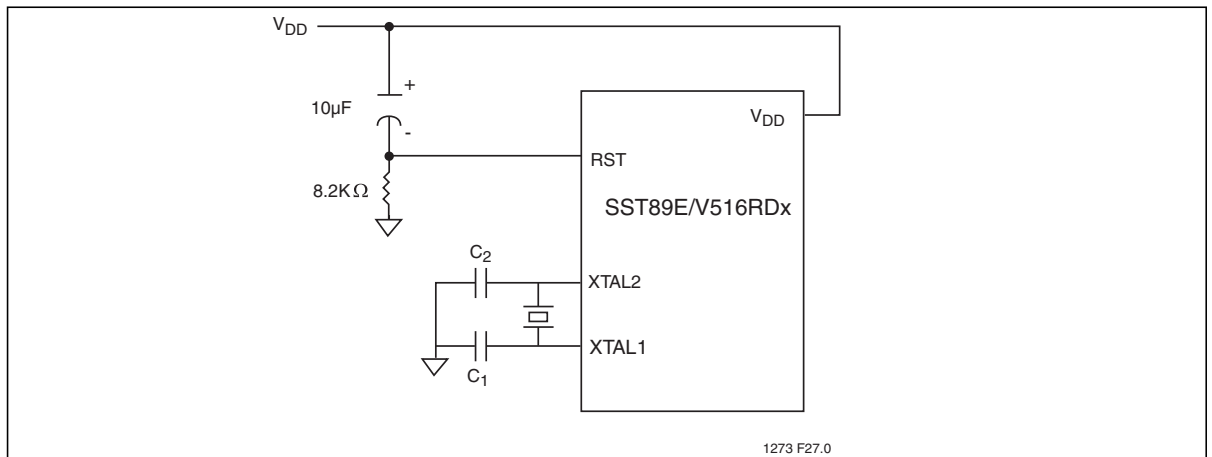 VDD
+
10µF
-
VDD
RST
8.2KΩ
SST89E/V516RDx
C2
XTAL2
XTAL1
C1
1273 F27.0